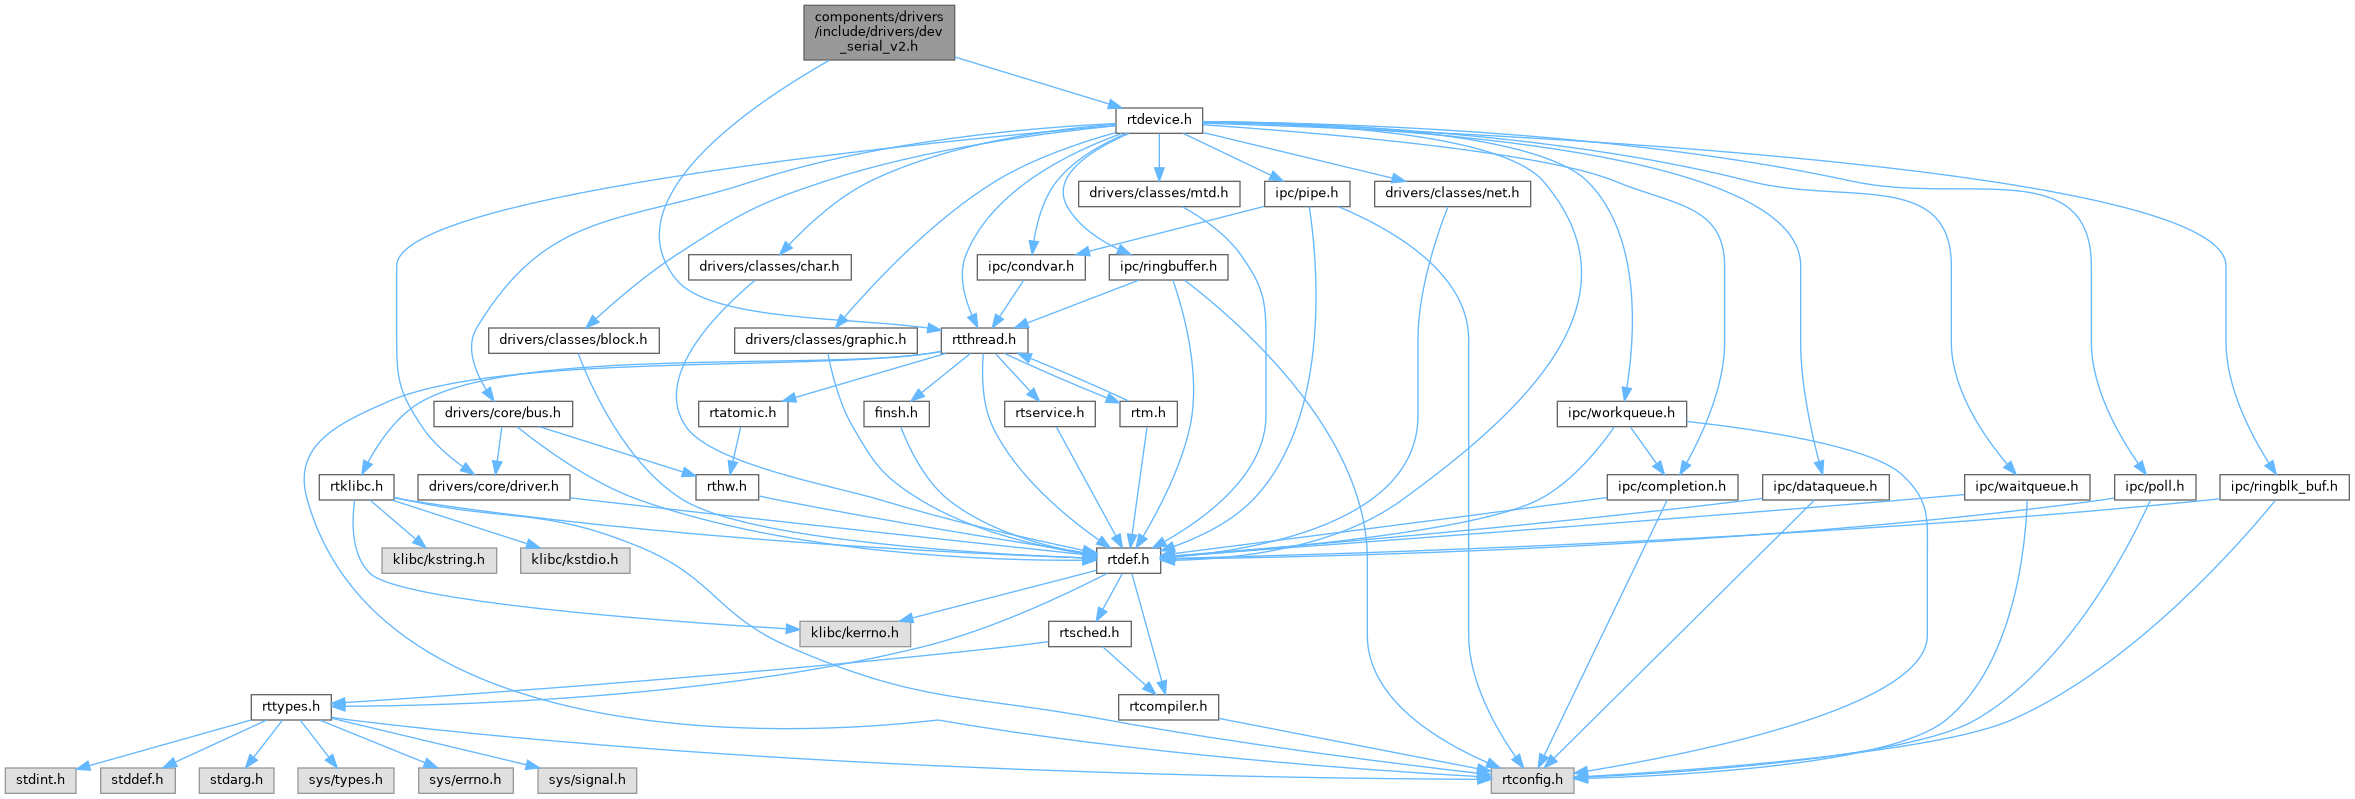 components/drivers
/include/drivers/dev
_serial_v2.h
rtdevice.h
drivers/classes/mtd.h
ipc/pipe.h
drivers/classes/net.h
drivers/classes/char.h
ipc/condvar.h
ipc/ringbuffer.h
drivers/classes/block.h
drivers/classes/graphic.h
rtthread.h
drivers/core/bus.h
rtatomic.h
finsh.h
rtservice.h
rtm.h
ipc/workqueue.h
rtklibc.h
drivers/core/driver.h
rthw.h
ipc/completion.h
ipc/dataqueue.h
ipc/waitqueue.h
ipc/poll.h
ipc/ringblk_buf.h
klibc/kstring.h
klibc/kstdio.h
rtdef.h
klibc/kerrno.h
rtsched.h
rttypes.h
rtcompiler.h
stdint.h
stddef.h
stdarg.h
sys/types.h
sys/errno.h
sys/signal.h
rtconfig.h